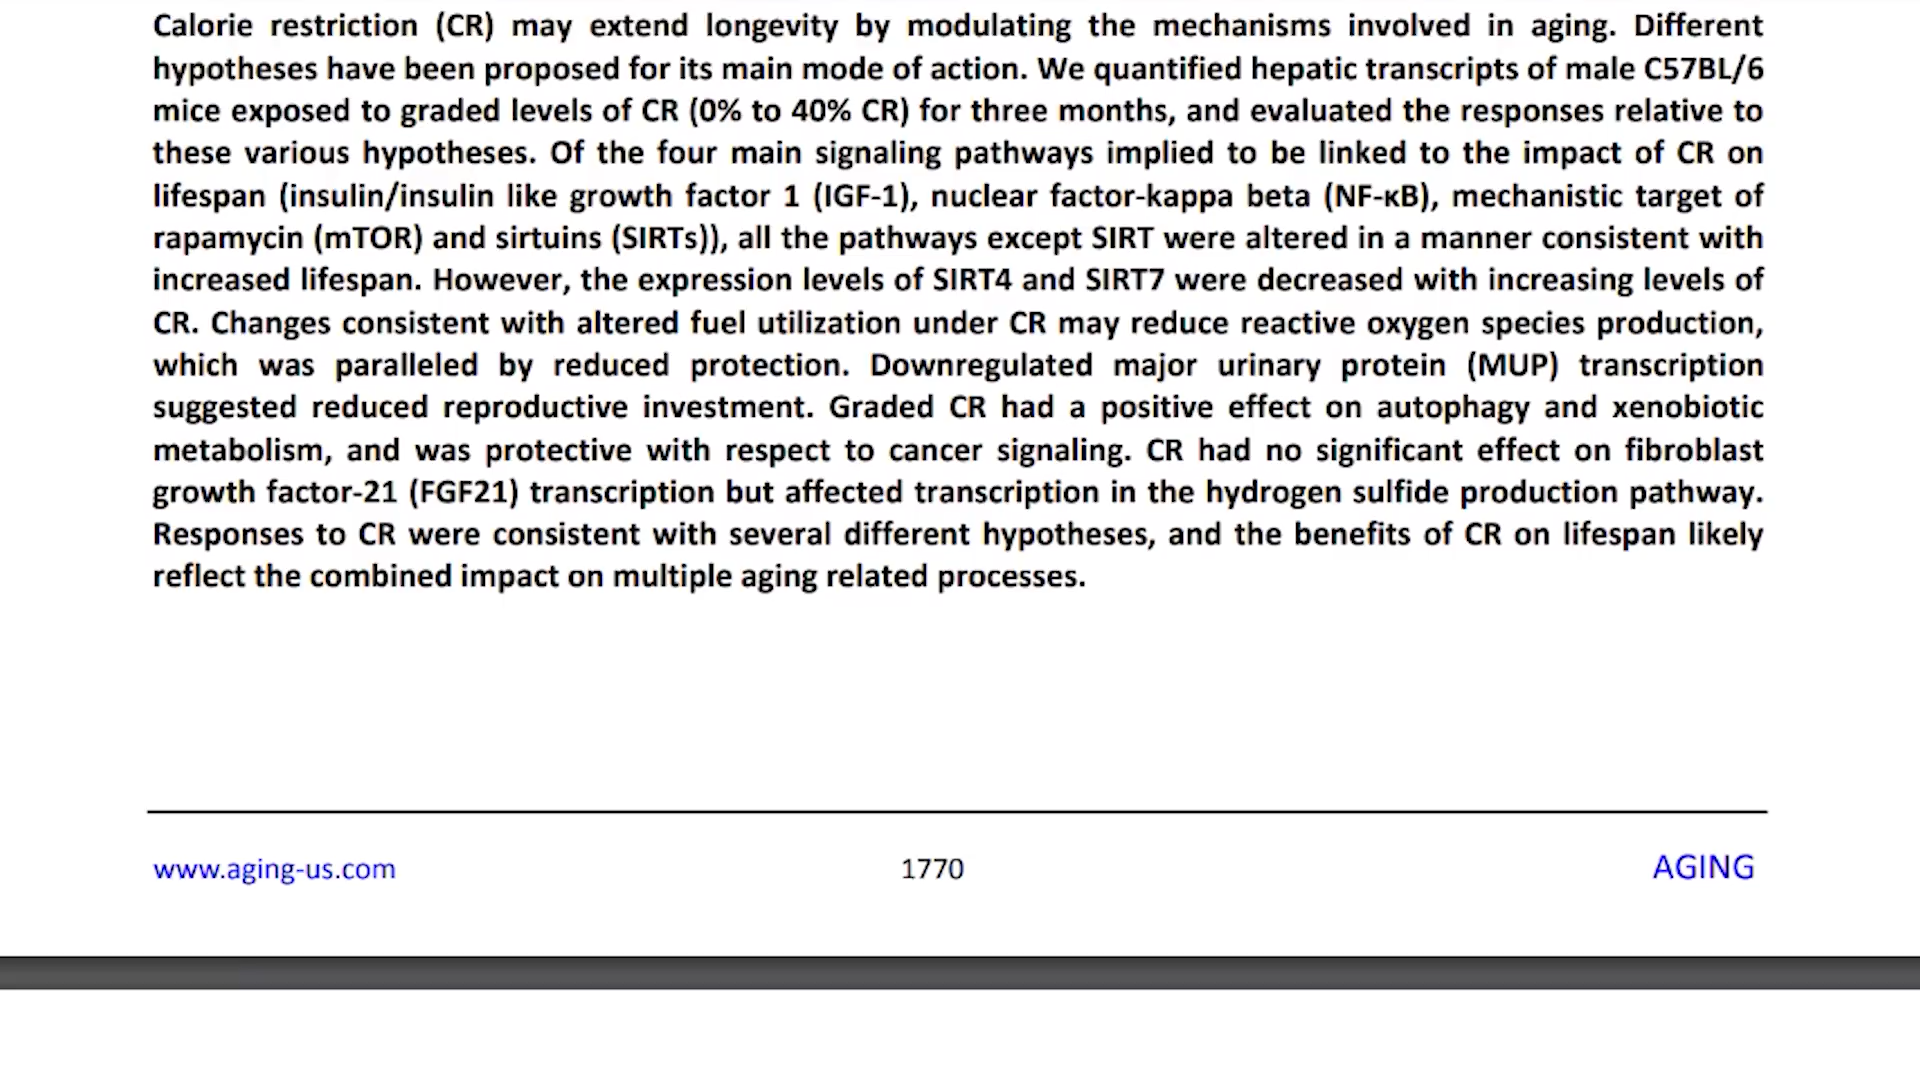 Calorie restriction (CR) may extend longevity by modulating the mechanisms involved in aging. Different
hypotheses have been proposed for its main mode of action. We quantified hepatic transcripts of male C57BL/6
mice exposed to graded levels of CR (0% to 40% CR) for three months, and evaluated the responses relative to
these various hypotheses. Of the four main signaling pathways implied to be linked to the impact of CR on
lifespan (insulin/insulin like growth factor 1 (IGF-1), nuclear factor-kappa beta (NF-κB), mechanistic target of
rapamycin (mTOR) and sirtuins (SIRTs)), all the pathways except SIRT were altered in a manner consistent with
increased lifespan. However, the expression levels of SIRT4 and SIRT7 were decreased with increasing levels of
CR. Changes consistent with altered fuel utilization under CR may reduce reactive oxygen species production,
which was paralleled by reduced protection. Downregulated major urinary protein (MUP) transcription
suggested reduced reproductive investment. Graded CR had a positive effect on autophagy and xenobiotic
metabolism, and was protective with respect to cancer signaling. CR had no significant effect on fibroblast
growth factor-21 (FGF21) transcription but affected transcription in the hydrogen sulfide production pathway.
Responses to CR were consistent with several different hypotheses, and the benefits of CR on lifespan likely
reflect the combined impact on multiple aging related processes.
www.aging-us.com 1770 AGING